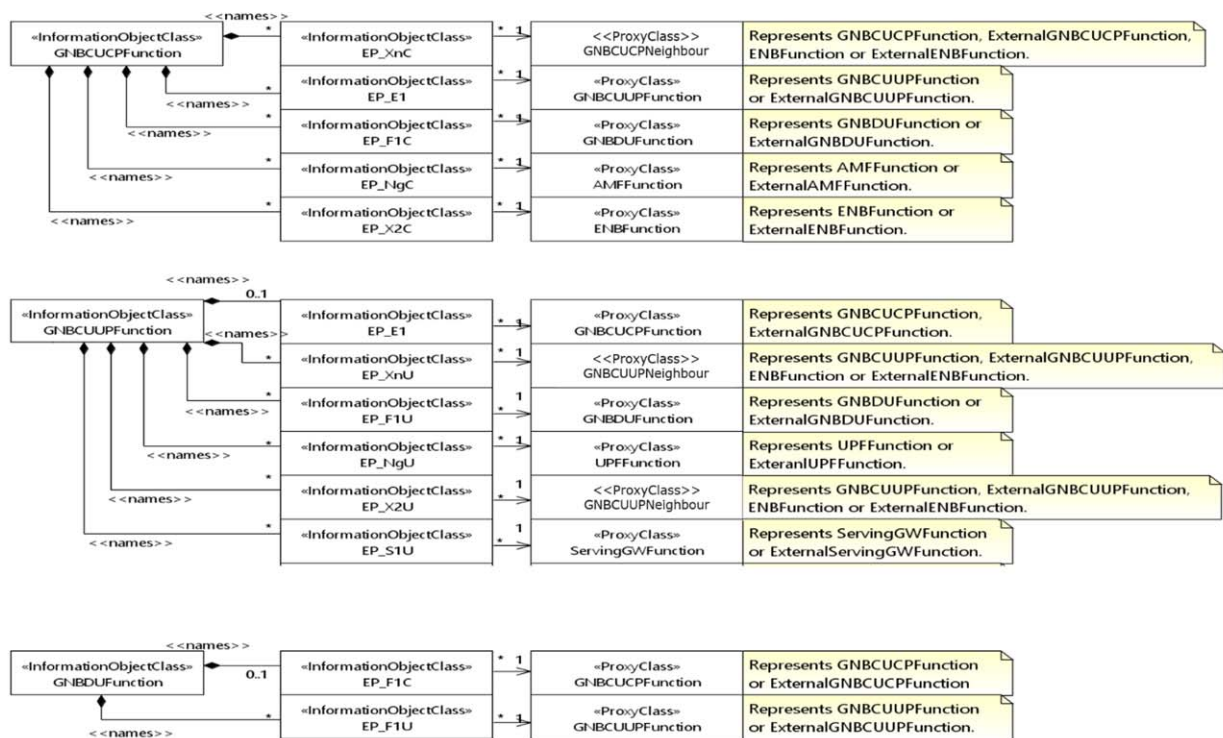 <<names>>
«InformationObjectClass»
GNBCUCPFunction
*
«InformationObjectClass»
EP_XnC
* 1
<<ProxyClass>>
GNBCUCPNeighbour
Represents GNBCUCPFunction, ExternalGNBCUCPFunction,
ENBFunction or ExternalENBFunction.
<<names>>
*
«InformationObjectClass»
EP_E1
* 1
«ProxyClass»
GNBCUUPFunction
Represents GNBCUUPFunction
or ExternalGNBCUUPFunction.
<<names>>
*
«InformationObjectClass»
EP_F1C
* 1
«ProxyClass»
GNBDUFunction
Represents GNBDUFunction or
ExternalGNBDUFunction.
<<names>>
*
«InformationObjectClass»
EP_NgC
* 1
«ProxyClass»
AMFFunction
Represents AMFFunction or
ExternalAMFFunction.
<<names>>
*
«InformationObjectClass»
EP_X2C
* 1
«ProxyClass»
ENBFunction
Represents ENBFunction or
ExternalENBFunction.
<<names>>
0..1
«InformationObjectClass»
GNBCUUPFunction
«InformationObjectClass»
EP_E1
* 1
«ProxyClass»
GNBCUCPFunction
Represents GNBCUCPFunction,
ExternalGNBCUCPFunction.
<<names>>
*
«InformationObjectClass»
EP_XnU
* 1
<<ProxyClass>>
GNBCUUPNeighbour
Represents GNBCUUPFunction, ExternalGNBCUUPFunction,
ENBFunction or ExternalENBFunction.
<<names>>
*
«InformationObjectClass»
EP_F1U
* 1
«ProxyClass»
GNBDUFunction
Represents GNBDUFunction or
ExternalGNBDUFunction.
<<names>>
*
«InformationObjectClass»
EP_NgU
* 1
«ProxyClass»
UPFFunction
Represents UPFFunction or
ExteranlUPFFunction.
<<names>>
*
«InformationObjectClass»
EP_X2U
* 1
<<ProxyClass>>
GNBCUUPNeighbour
Represents GNBCUUPFunction, ExternalGNBCUUPFunction,
ENBFunction or ExternalENBFunction.
<<names>>
*
«InformationObjectClass»
EP_S1U
* 1
«ProxyClass»
ServingGWFunction
Represents ServingGWFunction
or ExternalServingGWFunction.
<<names>>
0..1
«InformationObjectClass»
GNBDUFunction
«InformationObjectClass»
EP_F1C
* 1
«ProxyClass»
GNBCUCPFunction
Represents GNBCUCPFunction
or ExternalGNBCUCPFunction
<<names>>
*
«InformationObjectClass»
EP_F1U
* 1
«ProxyClass»
GNBCUUPFunction
Represents GNBCUUPFunction
or ExternalGNBCUUPFunction.